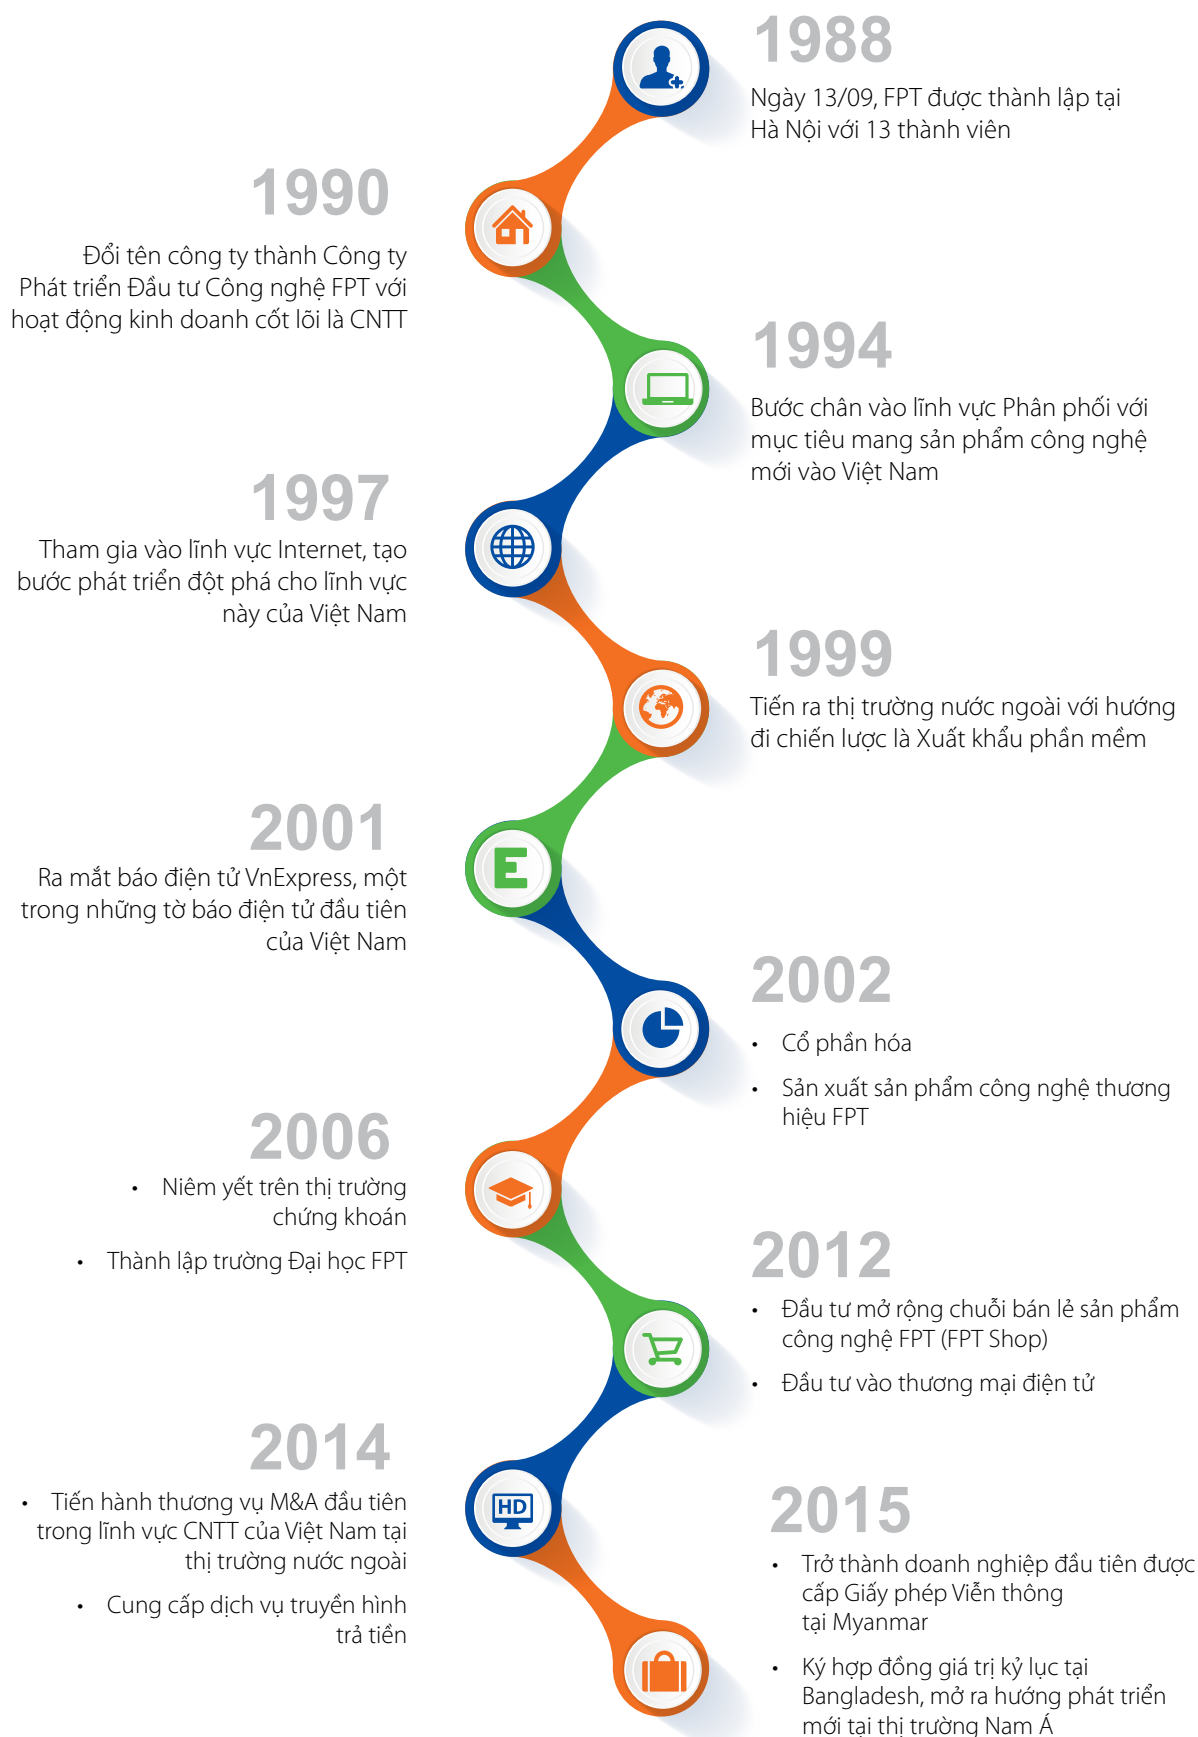 1988
Ngày 13/09, FPT được thành lập tại
Hà Nội với 13 thành viên
1990
Đổi tên công ty thành Công ty
Phát triển Đầu tư Công nghệ FPT với
hoạt động kinh doanh cốt lõi là CNTT
1994
Bước chân vào lĩnh vực Phân phối với
mục tiêu mang sản phẩm công nghệ
mới vào Việt Nam
1997
Tham gia vào lĩnh vực Internet, tạo
bước phát triển đột phá cho lĩnh vực
này của Việt Nam
1999
Tiến ra thị trường nước ngoài với hướng
đi chiến lược là Xuất khẩu phần mềm
2001
Ra mắt báo điện tử VnExpress, một
trong những tờ báo điện tử đầu tiên
của Việt Nam
E
2002
• Cổ phần hóa
• Sản xuất sản phẩm công nghệ thương
hiệu FPT
2006
• Niêm yết trên thị trường
chứng khoán
• Thành lập trường Đại học FPT
2012
• Đầu tư mở rộng chuỗi bán lẻ sản phẩm
công nghệ FPT (FPT Shop)
• Đầu tư vào thương mại điện tử
2014
• Tiến hành thương vụ M&A đầu tiên
trong lĩnh vực CNTT của Việt Nam tại
thị trường nước ngoài
• Cung cấp dịch vụ truyền hình
trả tiền
HD
2015
• Trở thành doanh nghiệp đầu tiên được
cấp Giấy phép Viễn thông
tại Myanmar
• Ký hợp đồng giá trị kỷ lục tại
Bangladesh, mở ra hướng phát triển
mới tại thị trường Nam Á